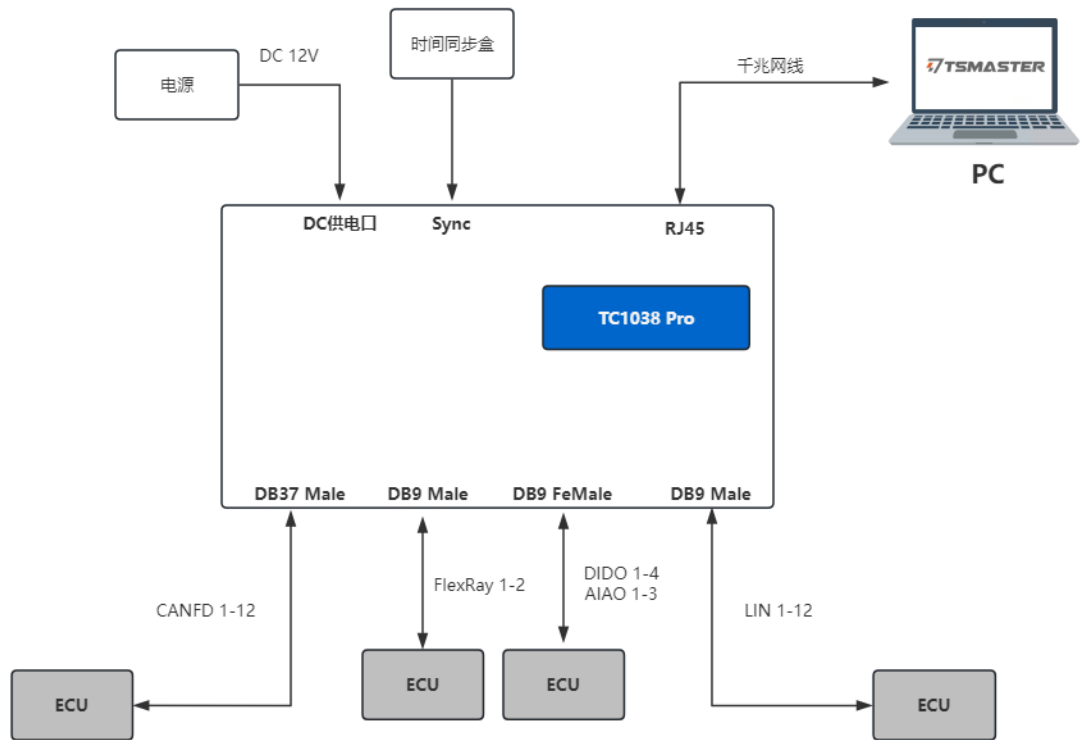 时间同步盒
DC 12V
电源
千兆网线
TSMASTER
PC
DC供电口
Sync
RJ45
TC1038 Pro
DB37 Male
DB9 Male
DB9 FeMale
DB9 Male
CANFD 1-12
FlexRay 1-2
DIDO 1-4
AIAO 1-3
LIN 1-12
ECU
ECU
ECU
ECU